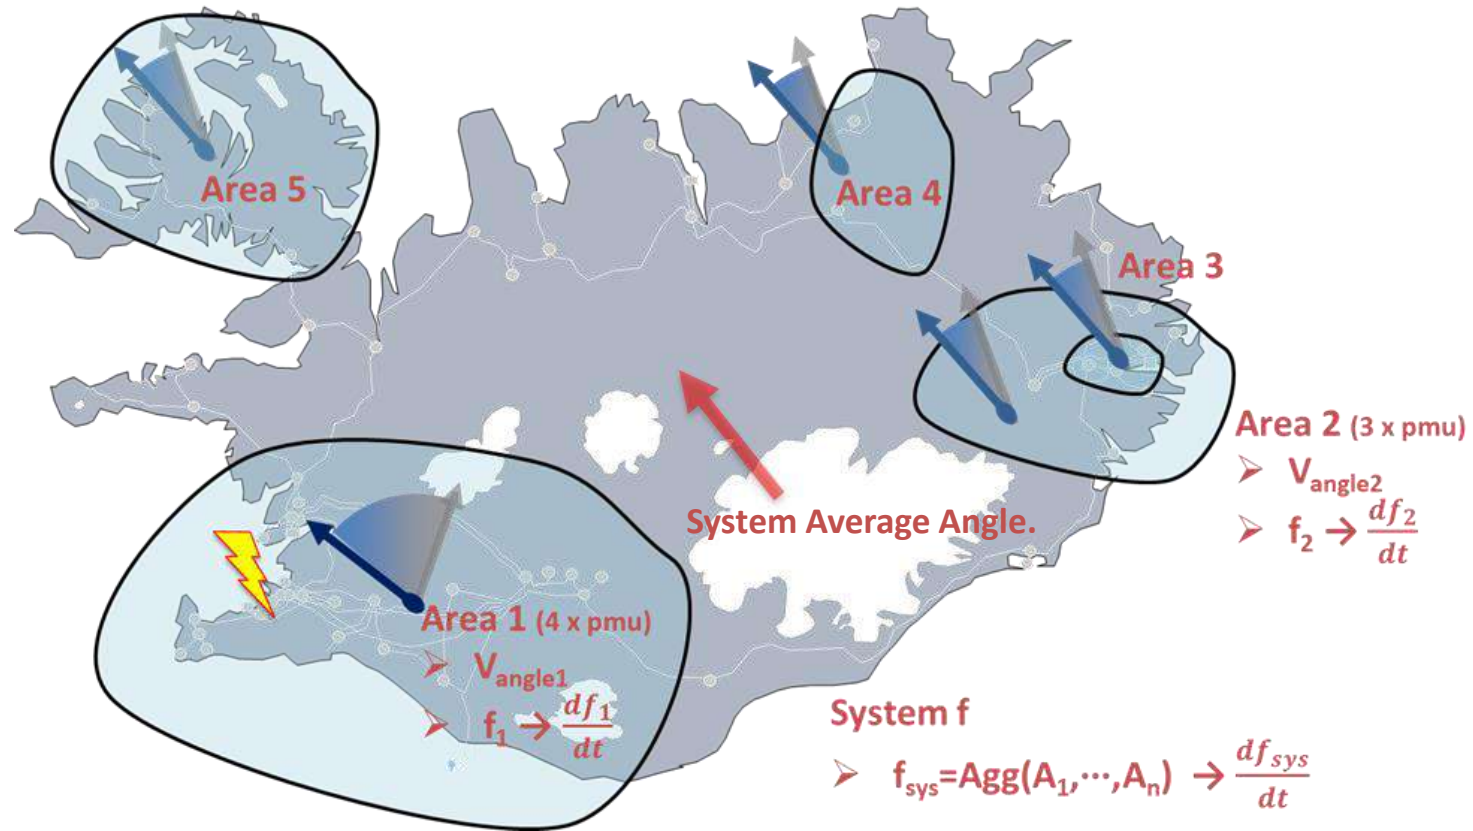 Area 5
Area 4
Area 3
Area 2 (3 x pmu)
➢ Vangle2
➢ f2 → df2/dt
System Average Angle.
Area 1 (4 x pmu)
➢ Vangle1
➢ f1 → df1/dt
System f
➢ fsys=Agg(A1,⋯,An) → dfsys/dt